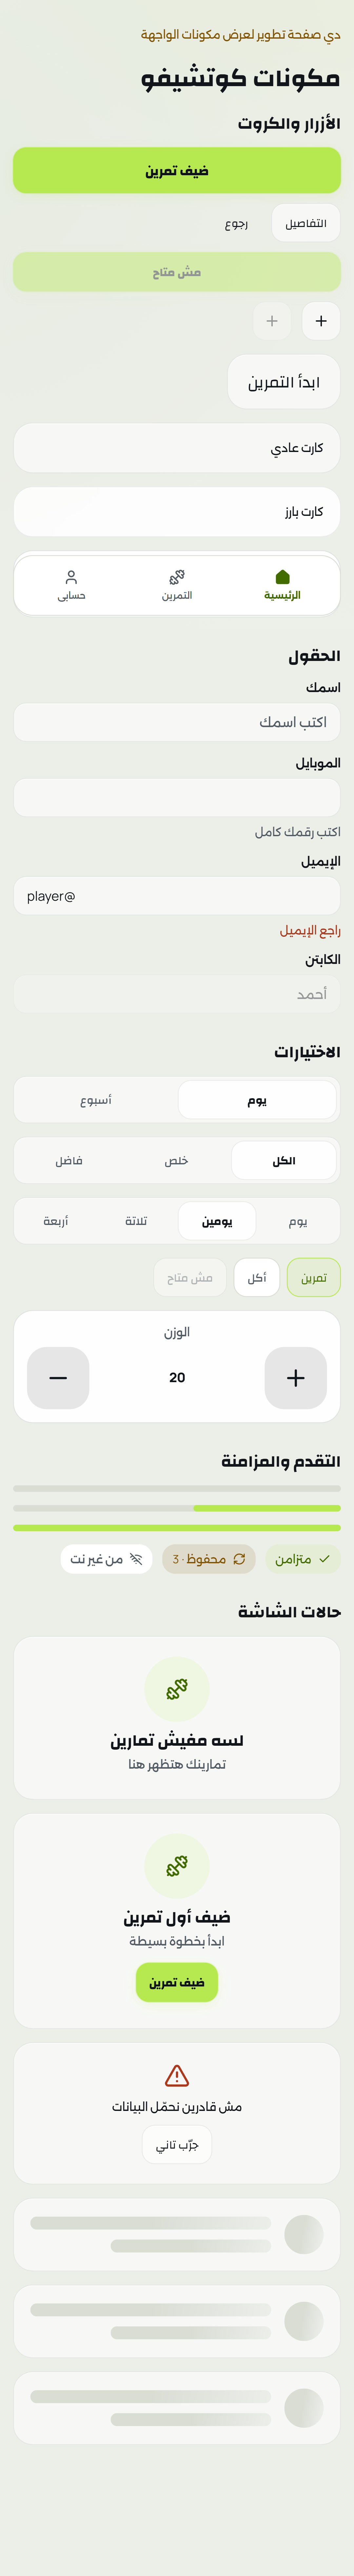 دي صفحة تطوير لعرض مكونات الواجهة
مكونات كوتشيفو
الأزرار والكروت
ضيف تمرين
التفاصيل
رجوع
مش متاح
ابدأ التمرين
كارت عادي
كارت بارز
الرئيسية
التمرين
حسابي
الحقول
اسمك
اكتب اسمك
الموبايل
اكتب رقمك كامل
الإيميل
player@
راجع الإيميل
الكابتن
أحمد
الاختيارات
يوم
أسبوع
الكل
خلص
فاضل
يوم
يومين
تلاتة
أربعة
تمرين
أكل
مش متاح
الوزن
20
التقدم والمزامنة
متزامن
محفوظ · 3
من غير نت
حالات الشاشة
لسه مفيش تمارين
تمارينك هتظهر هنا
ضيف أول تمرين
ابدأ بخطوة بسيطة
ضيف تمرين
مش قادرين نحمّل البيانات
جرّب تاني